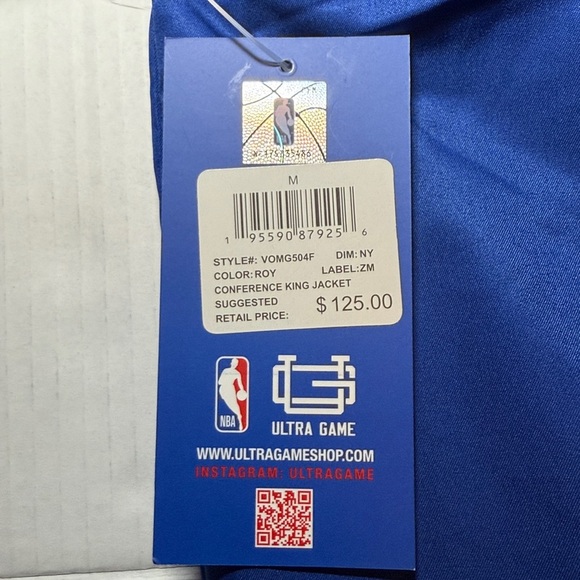 M
1 95590 87925 6
STYLE#: VOMG504F DIM: NY
COLOR: ROY LABEL: ZM
CONFERENCE KING JACKET
SUGGESTED
RETAIL PRICE: $125.00
NBA
ULTRA GAME
WWW.ULTRAGAMESHOP.COM
INSTAGRAM: ULTRAGAME